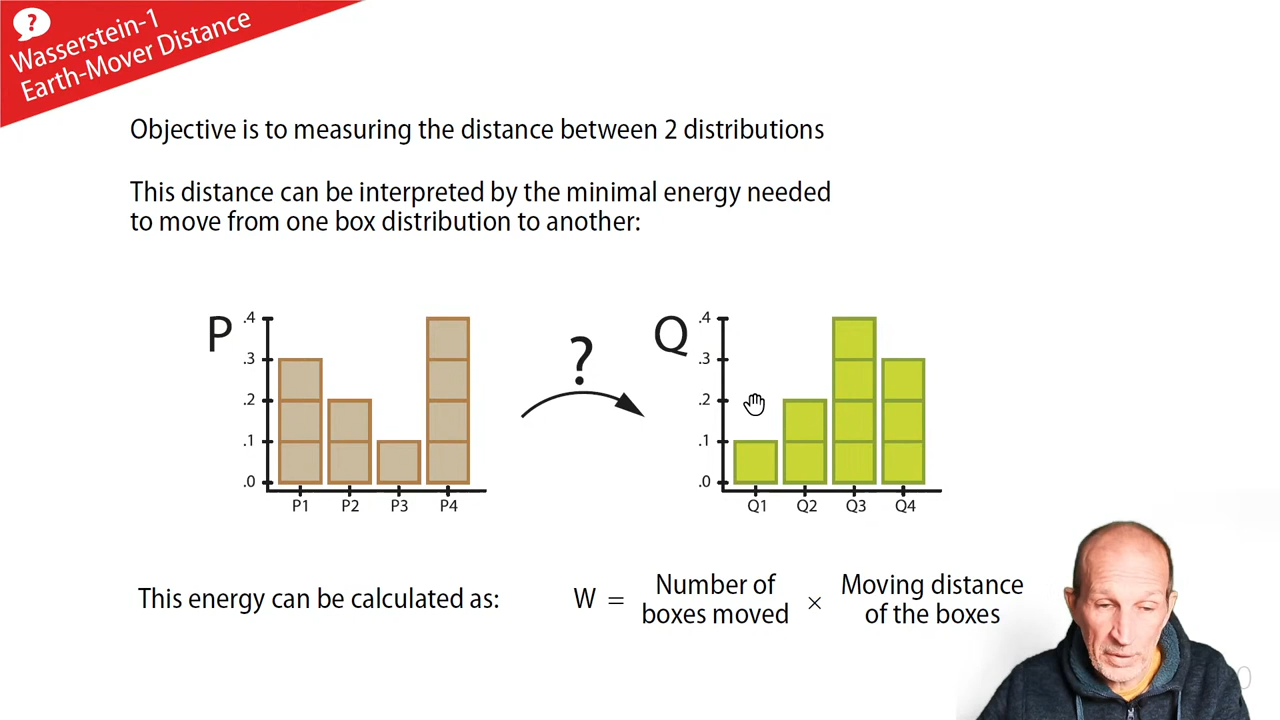 ?
Wasserstein-1
Earth-Mover Distance
Objective is to measuring the distance between 2 distributions
This distance can be interpreted by the minimal energy needed
to move from one box distribution to another:
P
.4
.3
.2
.1
.0
P1 P2 P3 P4
?
Q
.4
.3
.2
.1
.0
Q1 Q2 Q3 Q4
This energy can be calculated as:
W = Number of boxes moved × Moving distance of the boxes